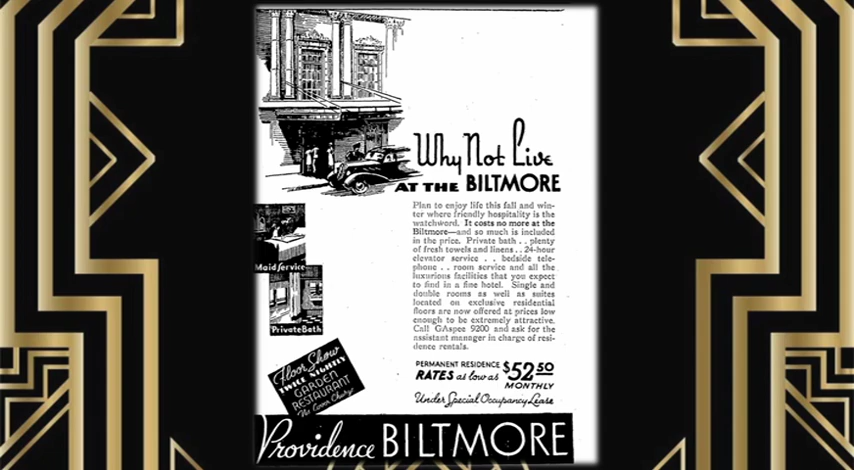 Why Not Live
AT THE BILTMORE
Plan to enjoy life this fall and win-
ter where friendly hospitality is the
watchword. It costs no more at the
Biltmore—and so much is included
in the price. Private bath . . plenty
of fresh towels and linens . . 24-hour
elevator service . . bedside tele-
phone . . room service and all the
luxurious facilities that you expect
to find in a fine hotel. Single and
double rooms as well as suites
located on exclusive residential
floors are now offered at prices low
enough to be extremely attractive.
Call GAspee 9200 and ask for the
assistant manager in charge of resi-
dence rentals.
Maid Service
Private Bath
Floor Show
TWICE NIGHTLY
GARDEN
RESTAURANT
No Cover Charge
PERMANENT RESIDENCE
RATES as low as $52.50
MONTHLY
Under Special Occupancy Lease
Providence BILTMORE